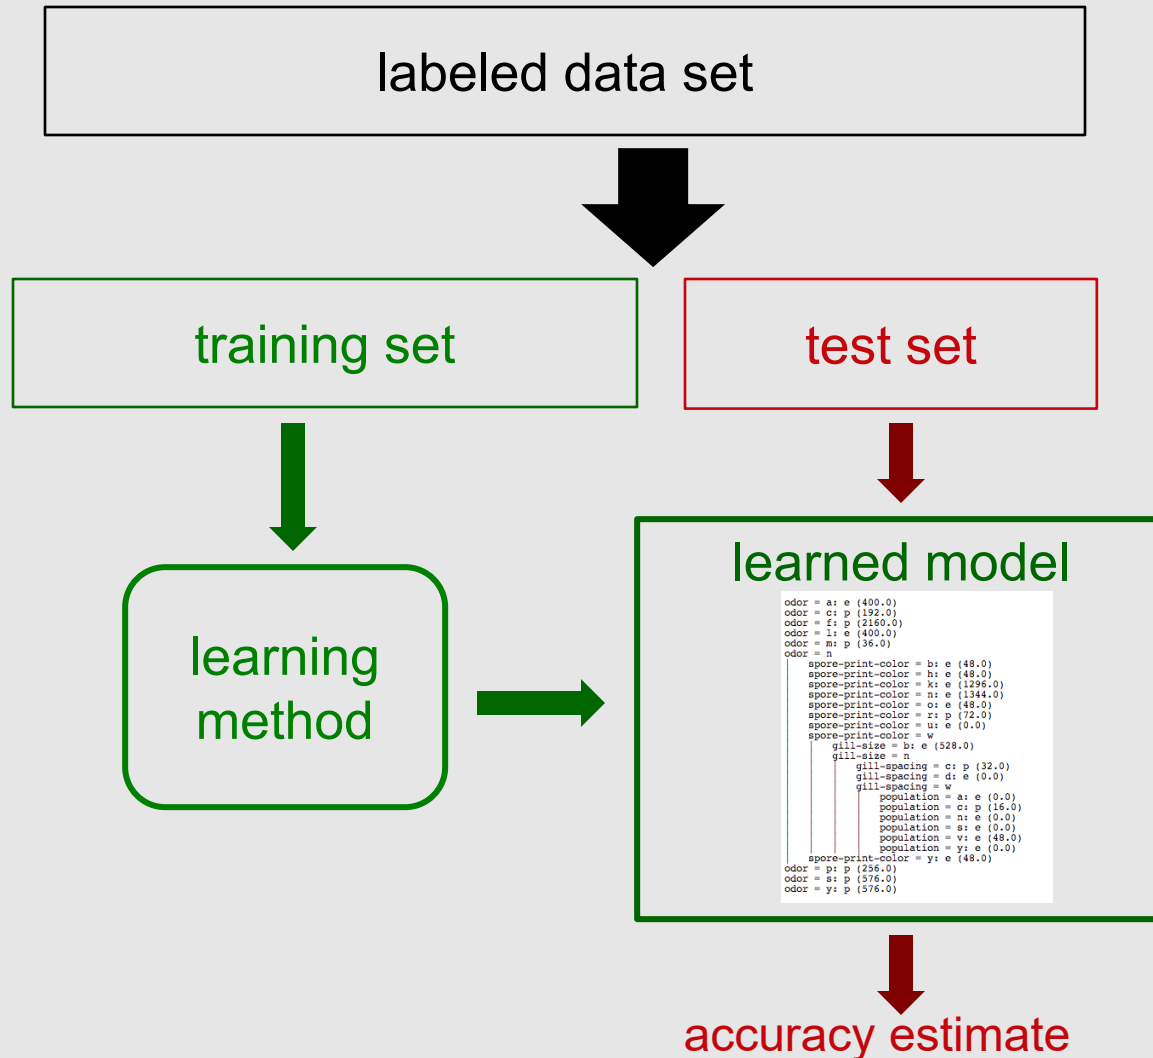 labeled data set
training set
test set
learning
method
learned model
odor = a: e (400.0)
odor = c: p (192.0)
odor = f: p (2160.0)
odor = l: e (400.0)
odor = m: p (36.0)
odor = n
|   spore-print-color = b: e (48.0)
|   spore-print-color = h: e (48.0)
|   spore-print-color = k: e (1296.0)
|   spore-print-color = n: e (1344.0)
|   spore-print-color = o: e (48.0)
|   spore-print-color = r: p (72.0)
|   spore-print-color = u: e (0.0)
|   spore-print-color = w
|   |   gill-size = b: e (528.0)
|   |   gill-size = n
|   |   |   gill-spacing = c: p (32.0)
|   |   |   gill-spacing = d: e (0.0)
|   |   |   gill-spacing = w
|   |   |   |   population = a: e (0.0)
|   |   |   |   population = c: p (16.0)
|   |   |   |   population = n: e (0.0)
|   |   |   |   population = s: e (0.0)
|   |   |   |   population = v: e (48.0)
|   |   |   |   population = y: e (0.0)
|   spore-print-color = y: e (48.0)
odor = p: p (256.0)
odor = s: p (576.0)
odor = y: p (576.0)
accuracy estimate